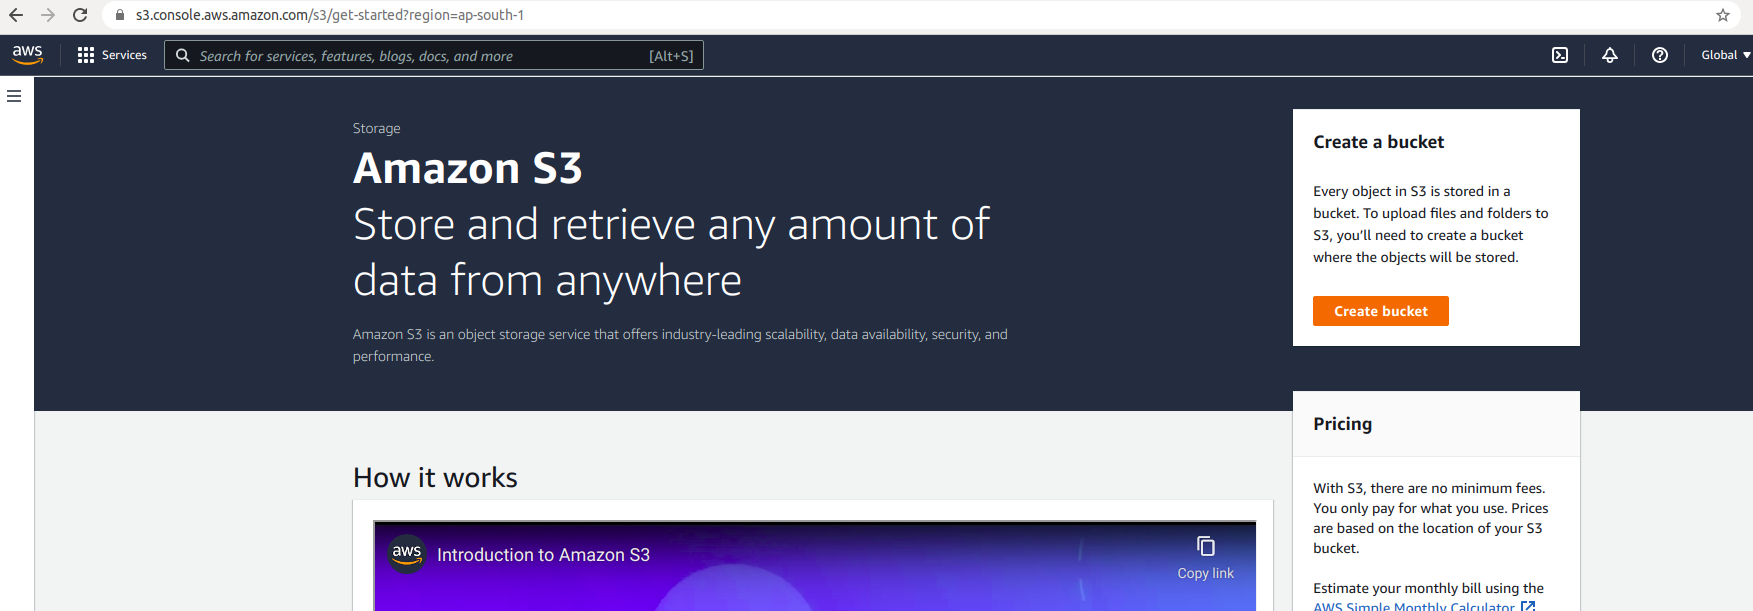 s3.console.aws.amazon.com/s3/get-started?region=ap-south-1
aws
Services
Search for services, features, blogs, docs, and more
[Alt+S]
Global
Storage
Amazon S3
Store and retrieve any amount of
data from anywhere
Amazon S3 is an object storage service that offers industry-leading scalability, data availability, security, and
performance.
Create a bucket
Every object in S3 is stored in a
bucket. To upload files and folders to
S3, you'll need to create a bucket
where the objects will be stored.
Create bucket
Pricing
With S3, there are no minimum fees.
You only pay for what you use. Prices
are based on the location of your S3
bucket.
Estimate your monthly bill using the
AWS Simple Monthly Calculator
How it works
aws
Introduction to Amazon S3
Copy link